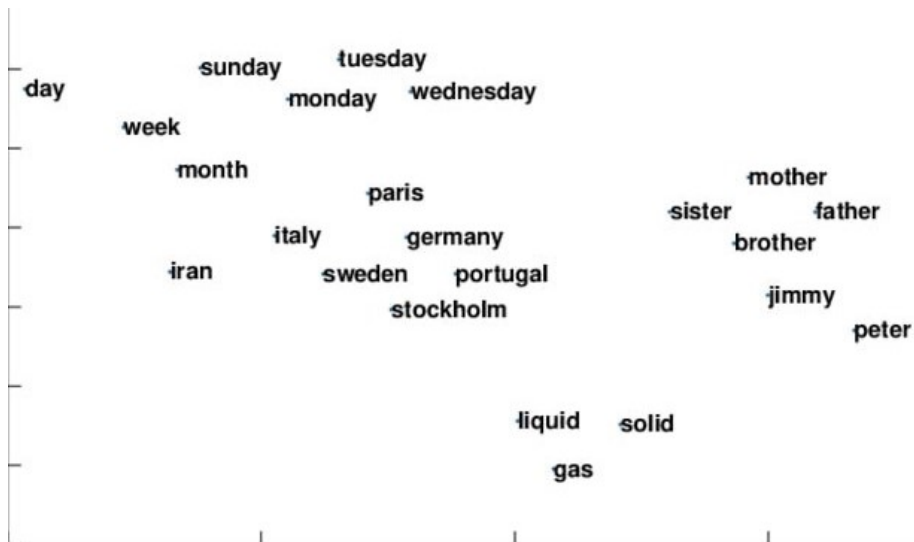 tuesday
sunday
day
wednesday
monday
week
month
mother
paris
sister
father
italy
germany
brother
iran
sweden
portugal
jimmy
stockholm
peter
liquid
solid
gas